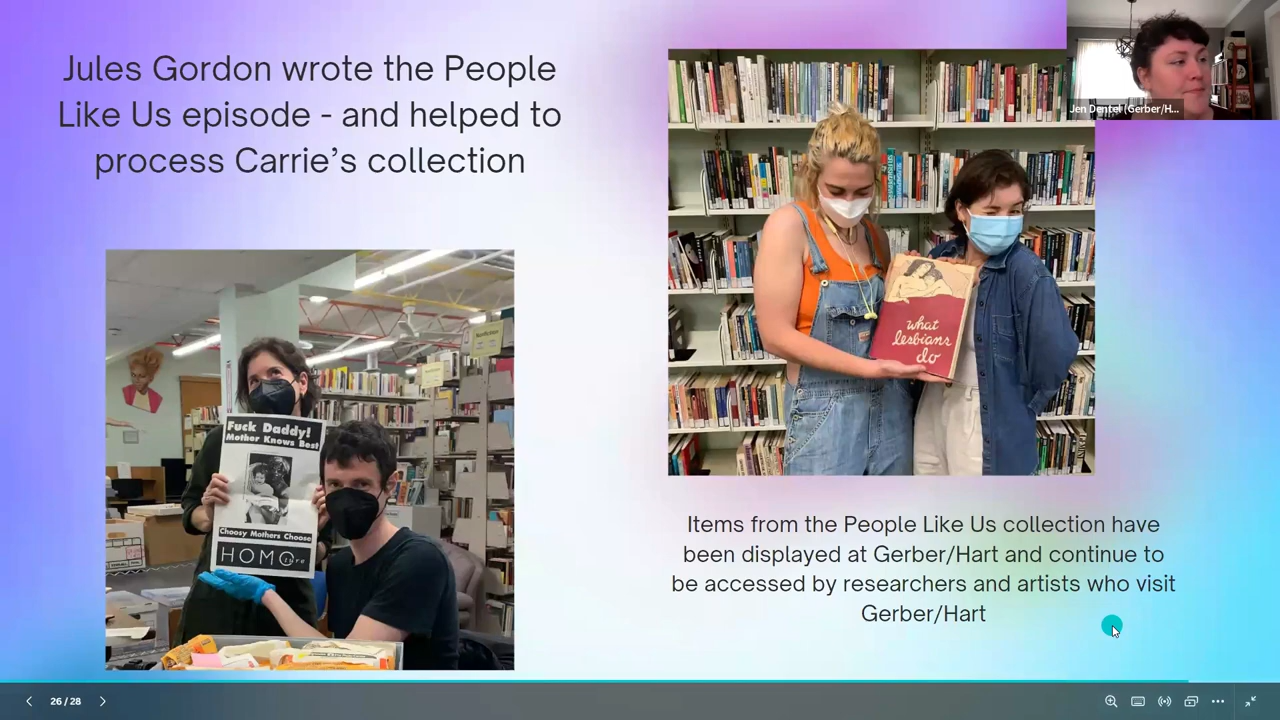 Jules Gordon wrote the People
Like Us episode - and helped to
process Carrie's collection
Jen Dentel (Gerber/H...
what
lesbians
do
Nonfiction
Fuck Daddy!
Mother Knows Best
Choosy Mothers Choose
HOMOture
Items from the People Like Us collection have
been displayed at Gerber/Hart and continue to
be accessed by researchers and artists who visit
Gerber/Hart
26 / 28